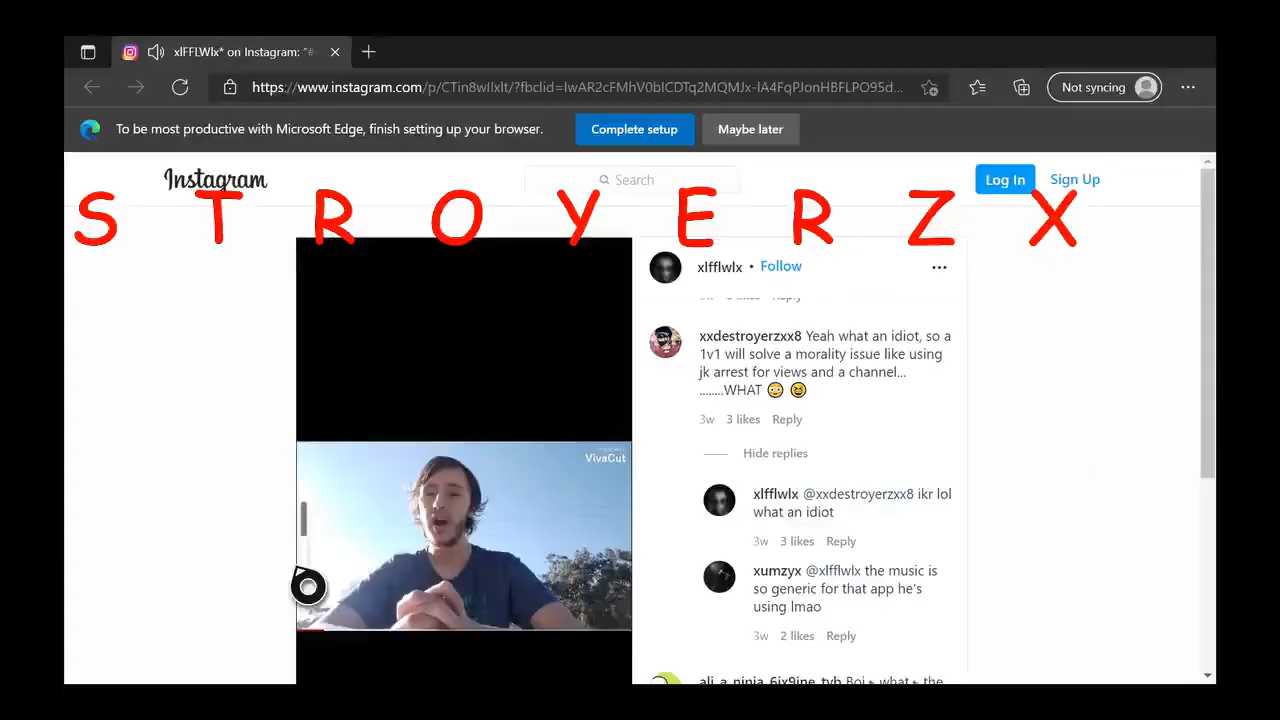 xlFFLWlx* on Instagram: "#
https://www.instagram.com/p/CTin8wIlxlt/?fbclid=IwAR2cFMhV0bICDTq2MQMJx-lA4FqPJonHBFLPO95d...
Not syncing
To be most productive with Microsoft Edge, finish setting up your browser.
Complete setup
Maybe later
Instagram
Search
Log In
Sign Up
S T R O Y E R Z X
xlfflwlx • Follow
Reply
xxdestroyerzxx8 Yeah what an idiot, so a
1v1 will solve a morality issue like using
jk arrest for views and a channel...
........WHAT 😳 😆
3w 3 likes Reply
Hide replies
xlfflwlx @xxdestroyerzxx8 ikr lol
what an idiot
3w 3 likes Reply
xumzyx @xlfflwlx the music is
so generic for that app he's
using lmao
3w 2 likes Reply
VivaCut